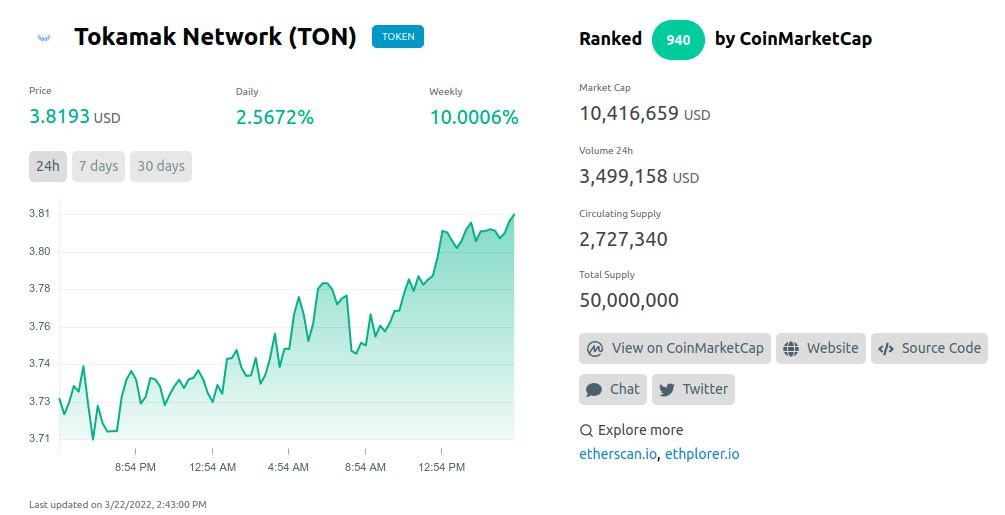 Tokamak Network (TON) TOKEN
Price Daily Weekly
3.8193 USD 2.5672% 10.0006%
24h 7 days 30 days
3.81
3.80
3.78
3.76
3.74
3.73
3.71
8:54 PM 12:54 AM 4:54 AM 8:54 AM 12:54 PM
Last updated on 3/22/2022, 2:43:00 PM
Ranked 940 by CoinMarketCap
Market Cap
10,416,659 USD
Volume 24h
3,499,158 USD
Circulating Supply
2,727,340
Total Supply
50,000,000
View on CoinMarketCap Website Source Code
Chat Twitter
Explore more
etherscan.io, ethplorer.io